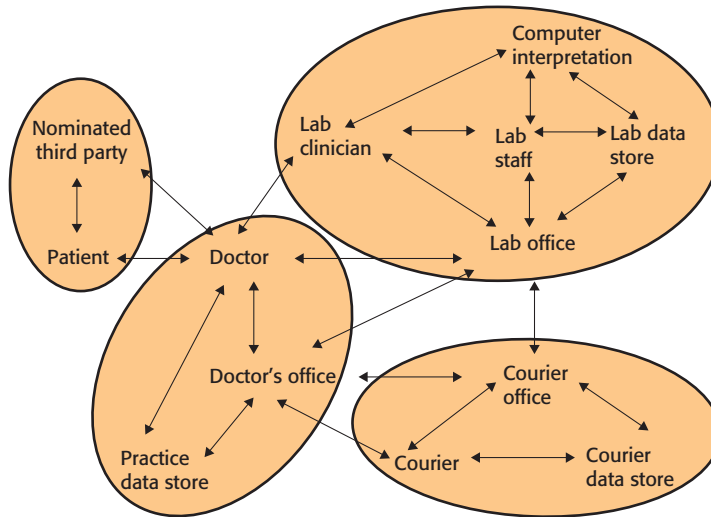 Computer
interpretation
Nominated
third party
Lab
clinician
Lab
staff
Lab data
store
Lab office
Patient
Doctor
Doctor's office
Courier
office
Practice
data store
Courier
Courier
data store